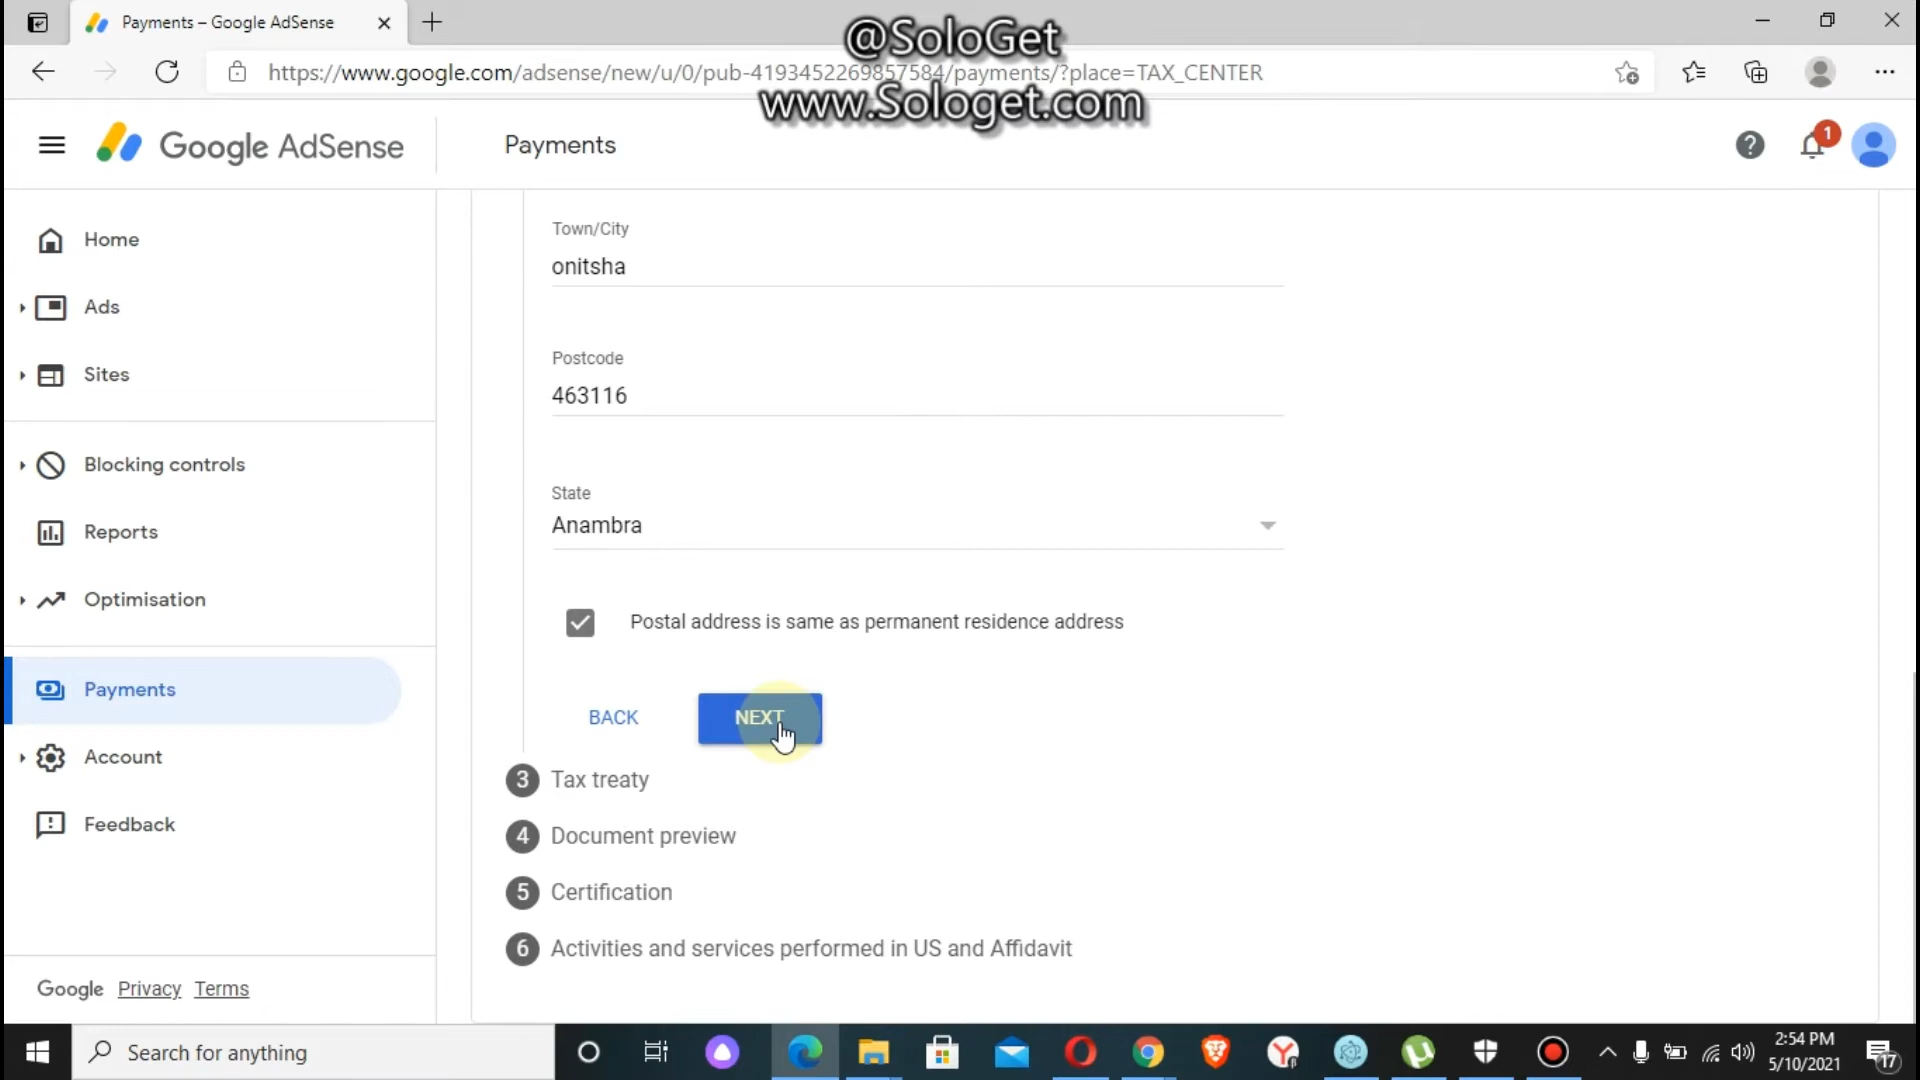 Payments – Google AdSense
@SoloGet
https://www.google.com/adsense/new/u/0/pub-4193452269857584/payments/?place=TAX_CENTER
www.Sologet.com
Google AdSense
Payments
1
Home
Ads
Sites
Blocking controls
Reports
Optimisation
Payments
Account
Feedback
Google Privacy Terms
Town/City
onitsha
Postcode
463116
State
Anambra
Postal address is same as permanent residence address
BACK
NEXT
3 Tax treaty
4 Document preview
5 Certification
6 Activities and services performed in US and Affidavit
Search for anything
2:54 PM
5/10/2021
17